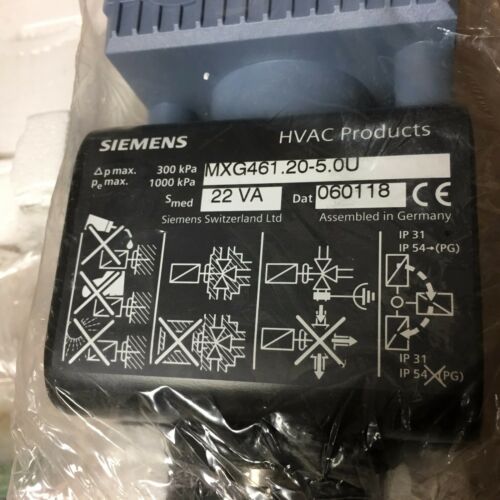 SIEMENS HVAC Products
Δp max. 300 kPa MXG461.20-5.0U
pe max. 1000 kPa
Smed 22 VA Dat 060118 CE
Siemens Switzerland Ltd Assembled in Germany
IP 31
IP 54→(PG)
IP 31
IP 54→(PG)